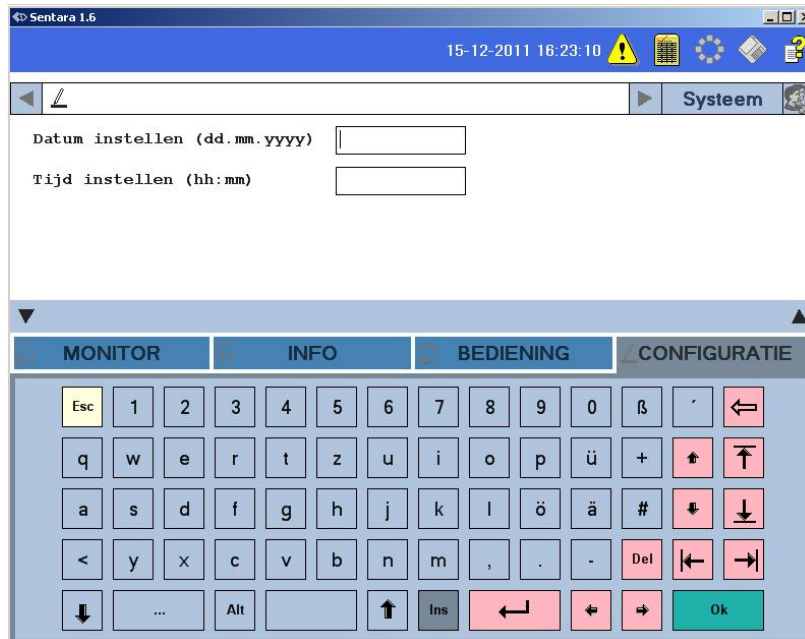 Sentara 1.6
15-12-2011 16:23:10
Systeem
Datum instellen (dd.mm.yyyy)
Tijd instellen (hh:mm)
MONITOR INFO BEDIENING CONFIGURATIE
Esc 1 2 3 4 5 6 7 8 9 0 ß ´
q w e r t z u i o p ü +
a s d f g h j k l ö ä #
< y x c v b n m , . - Del
... Alt Ins Ok